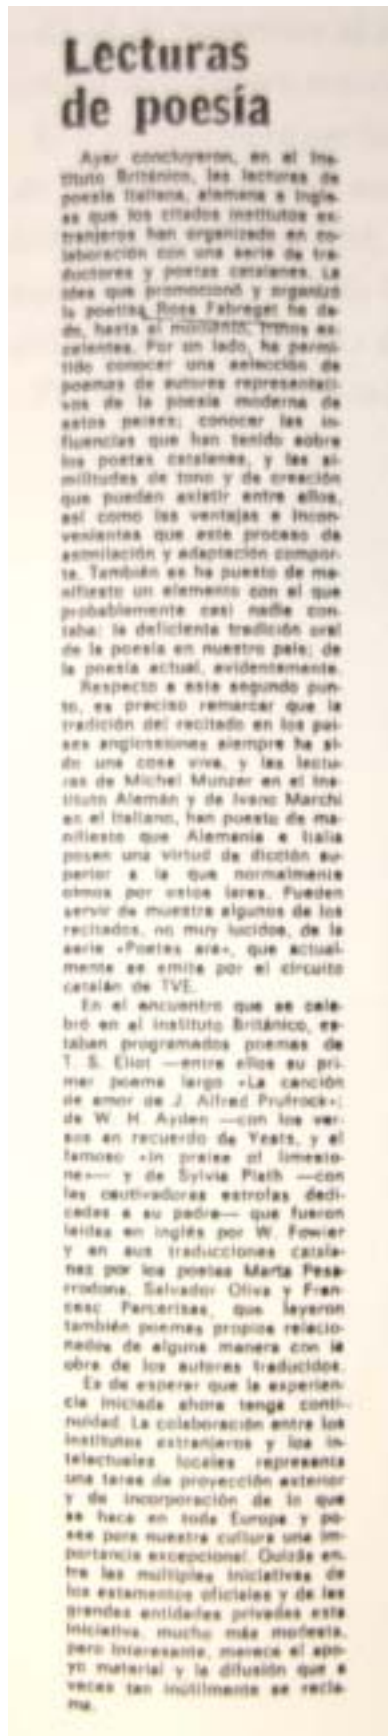 Lecturas
de poesía
Ayer concluyeron, en el Ins-
tituto Británico, las lecturas de
poesía italiana, alemana e ingle-
sa que los citados institutos ex-
tranjeros han organizado en co-
laboración con una serie de tra-
ductores y poetas catalanes. La
idea que promocionó y organizó
la poetisa Rosa Fabregat ha da-
do, hasta el momento, frutos ex-
celentes. Por un lado, ha permi-
tido conocer una selección de
poemas de autores representati-
vos de la poesía moderna de
estos países; conocer las in-
fluencias que han tenido sobre
los poetas catalanes, y las si-
militudes de tono y de creación
que pueden existir entre ellos,
así como las ventajas e incon-
venientes que este proceso de
asimilación y adaptación compor-
ta. También se ha puesto de ma-
nifiesto un elemento con el que
probablemente casi nadie con-
taba: la deficiente tradición oral
de la poesía en nuestro país; de
la poesía actual, evidentemente.
Respecto a este segundo pun-
to, es preciso remarcar que la
tradición del recitado en los paí-
ses anglosajones siempre ha si-
do una cosa viva, y las lectu-
ras de Michel Munzer en el Ins-
tituto Alemán y de Ivano Marchi
en el Italiano, han puesto de ma-
nifiesto que Alemania e Italia
posen una virtud de dicción su-
perior a la que normalmente
oímos por estos lares. Pueden
servir de muestra algunos de los
recitados, no muy lucidos, de la
serie «Poetes ara», que actual-
mente se emite por el circuito
catalán de TVE.
En el encuentro que se cele-
bró en el Instituto Británico, es-
taban programados poemas de
T. S. Eliot —entre ellos su pri-
mer poema largo «La canción
de amor de J. Alfred Prufrock»;
de W. H. Ayden —con los ver-
sos en recuerdo de Yeats, y el
famoso «In praise of limesto-
ne»— y de Sylvia Plath —con
las cautivadoras estrofas dedi-
cadas a su padre— que fueron
leídas en inglés por W. Fowler
y en sus traducciones catala-
nas por los poetas Marta Pesa-
rrodona, Salvador Oliva y Fran-
cesc Parcerisas, que leyeron
también poemas propios relacio-
nados de alguna manera con la
obra de los autores traducidos.
Es de esperar que la experien-
cia iniciada ahora tenga conti-
nuidad. La colaboración entre los
institutos extranjeros y los in-
telectuales locales representa
una tarea de proyección exterior
y de incorporación de lo que
se hace en toda Europa y po-
see para nuestra cultura una im-
portancia excepcional. Quizás en-
tre las múltiples iniciativas de
los estamentos oficiales y de las
grandes entidades privadas esta
iniciativa, mucho más modesta,
pero interesante, merece el apo-
yo material y la difusión que a
veces tan inútilmente se recla-
ma.